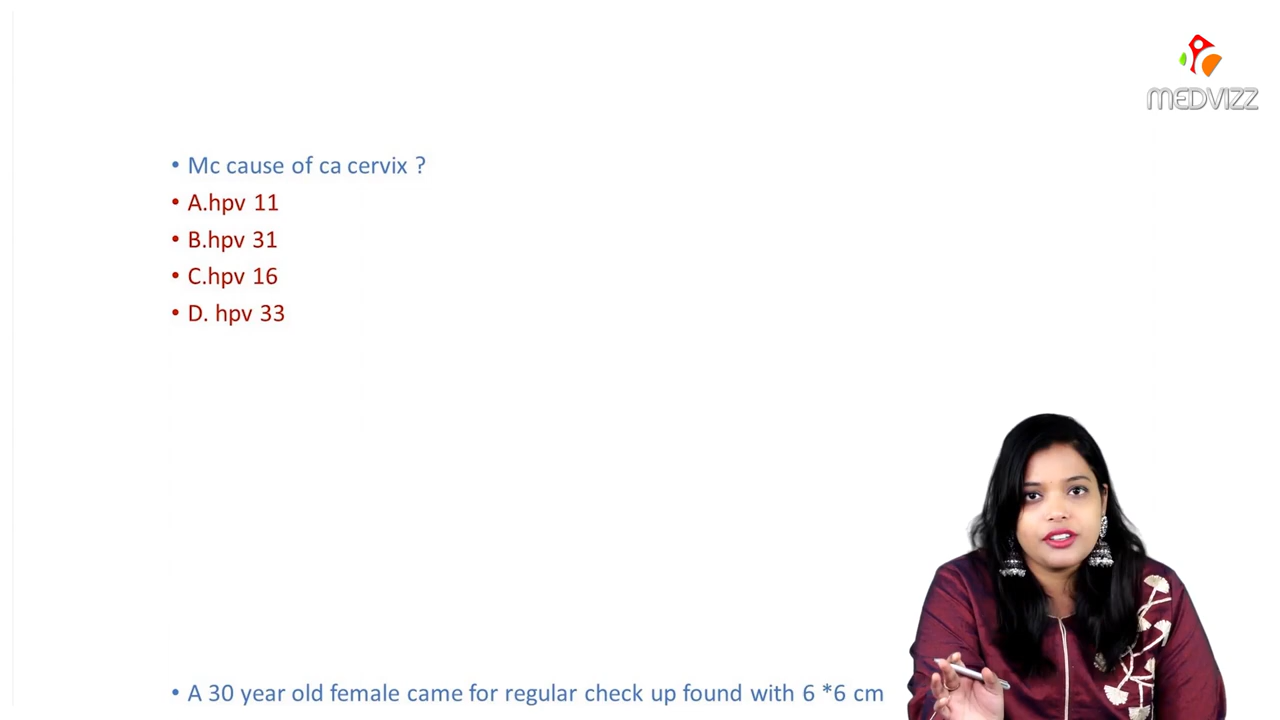 MEDVIZZ
• Mc cause of ca cervix ?
• A.hpv 11
• B.hpv 31
• C.hpv 16
• D. hpv 33
• A 30 year old female came for regular check up found with 6 *6 cm